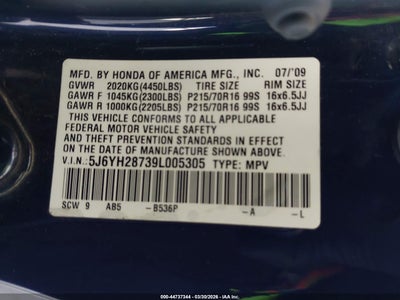 MFD. BY HONDA OF AMERICA MFG., INC. 07/'09
GVWR 2020KG(4450LBS) TIRE SIZE RIM SIZE
GAWR F 1045KG(2300LBS) P215/70R16 99S 16x6.5JJ
GAWR R 1000KG(2205LBS) P215/70R16 99S 16x6.5JJ
THIS VEHICLE CONFORMS TO ALL APPLICABLE
FEDERAL MOTOR VEHICLE SAFETY AND
THEFT PREVENTION STANDARDS IN EFFECT
ON THE DATE OF MANUFACTURE SHOWN ABOVE.
V.I.N.: 5J6YH28739L005305 TYPE: MPV
SCW 9 AB5 -B536P -A -L
000-44737344 - 03/30/2026 - IAA Inc.